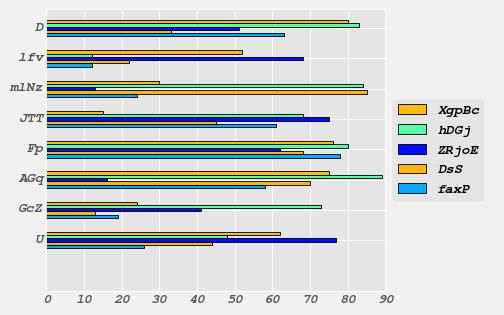 D
lfv
mlNz
JTT
Fp
AGq
GcZ
U
0 10 20 30 40 50 60 70 80 90
XgpBc
hDGj
ZRjoE
DsS
faxP